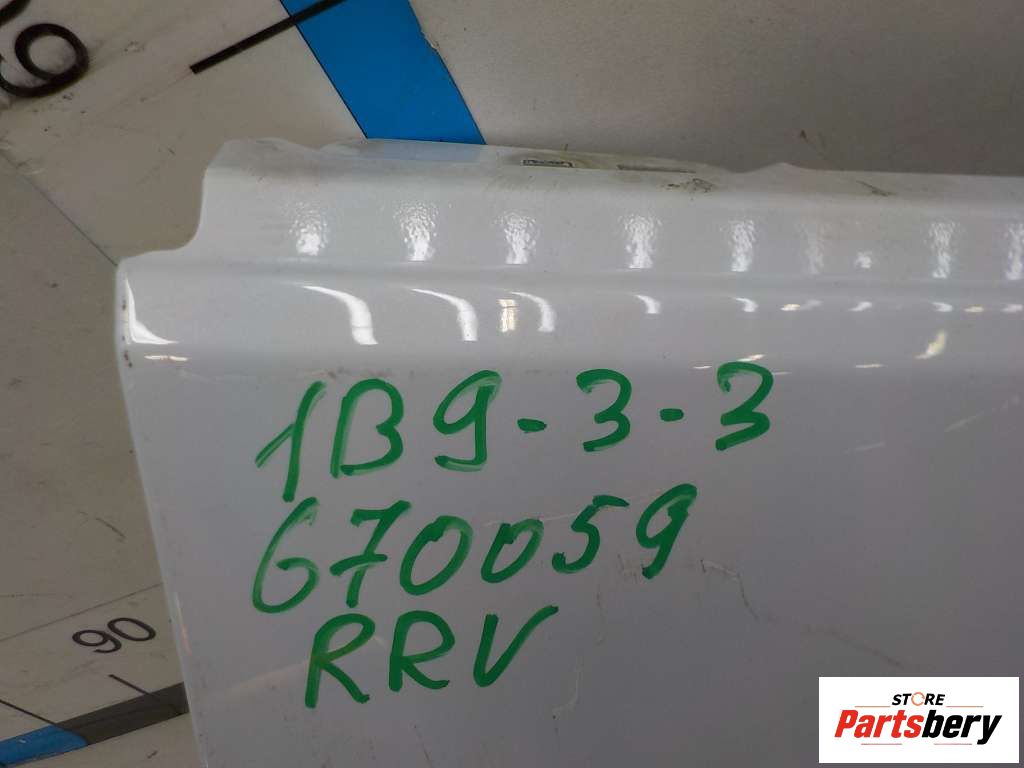 1B9-3-3
670059
RRV
90
STORE
Partsbery